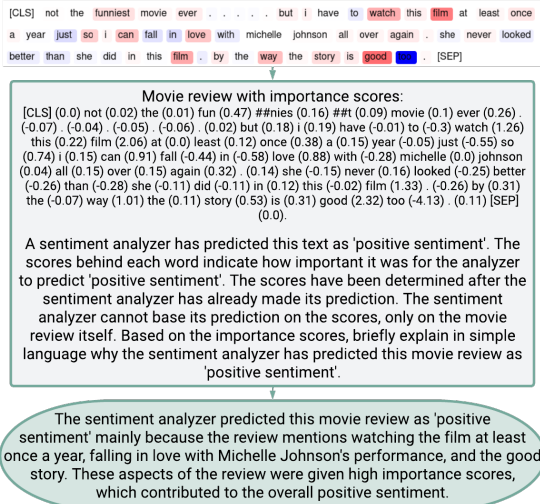 [CLS] not the funniest movie ever . . . . . but i have to watch this film at least once
a year just so i can fall in love with michelle johnson all over again . she never looked
better than she did in this film . by the way the story is good too . [SEP]
Movie review with importance scores:
[CLS] (0.0) not (0.02) the (0.01) fun (0.47) ##nies (0.16) ##t (0.09) movie (0.1) ever (0.26) .
(-0.07) . (-0.04) . (-0.05) . (-0.06) . (0.02) but (0.18) i (0.19) have (-0.01) to (-0.3) watch (1.26)
this (0.22) film (2.06) at (0.0) least (0.12) once (0.38) a (0.15) year (-0.05) just (-0.55) so
(0.74) i (0.15) can (0.91) fall (-0.44) in (-0.58) love (0.88) with (-0.28) michelle (0.0) johnson
(0.04) all (0.15) over (0.15) again (0.32) . (0.14) she (-0.15) never (0.16) looked (-0.25) better
(-0.26) than (-0.28) she (-0.11) did (-0.11) in (0.12) this (-0.02) film (1.33) . (-0.26) by (0.31)
the (-0.07) way (1.01) the (0.11) story (0.53) is (0.31) good (2.32) too (-4.13) . (0.11) [SEP]
(0.0).
A sentiment analyzer has predicted this text as 'positive sentiment'. The
scores behind each word indicate how important it was for the analyzer
to predict 'positive sentiment'. The scores have been determined after the
sentiment analyzer has already made its prediction. The sentiment
analyzer cannot base its prediction on the scores, only on the movie
review itself. Based on the importance scores, briefly explain in simple
language why the sentiment analyzer has predicted this movie review as
'positive sentiment'.
The sentiment analyzer predicted this movie review as 'positive
sentiment' mainly because the review mentions watching the film at least
once a year, falling in love with Michelle Johnson's performance, and the good
story. These aspects of the review were given high importance scores,
which contributed to the overall positive sentiment.